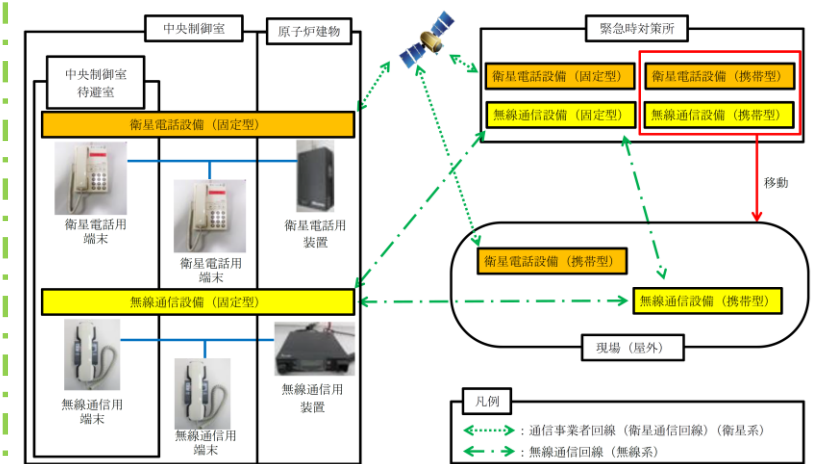 中央制御室
原子炉建物
中央制御室
待避室
衛星電話設備（固定型）
衛星電話用
端末
衛星電話用
端末
衛星電話用
装置
無線通信設備（固定型）
無線通信用
端末
無線通信用
端末
無線通信用
装置
緊急時対策所
衛星電話設備（固定型）
衛星電話設備（携帯型）
無線通信設備（固定型）
無線通信設備（携帯型）
移動
衛星電話設備（携帯型）
無線通信設備（携帯型）
現場（屋外）
凡例
：通信事業者回線（衛星通信回線）（衛星系）
：無線通信回線（無線系）